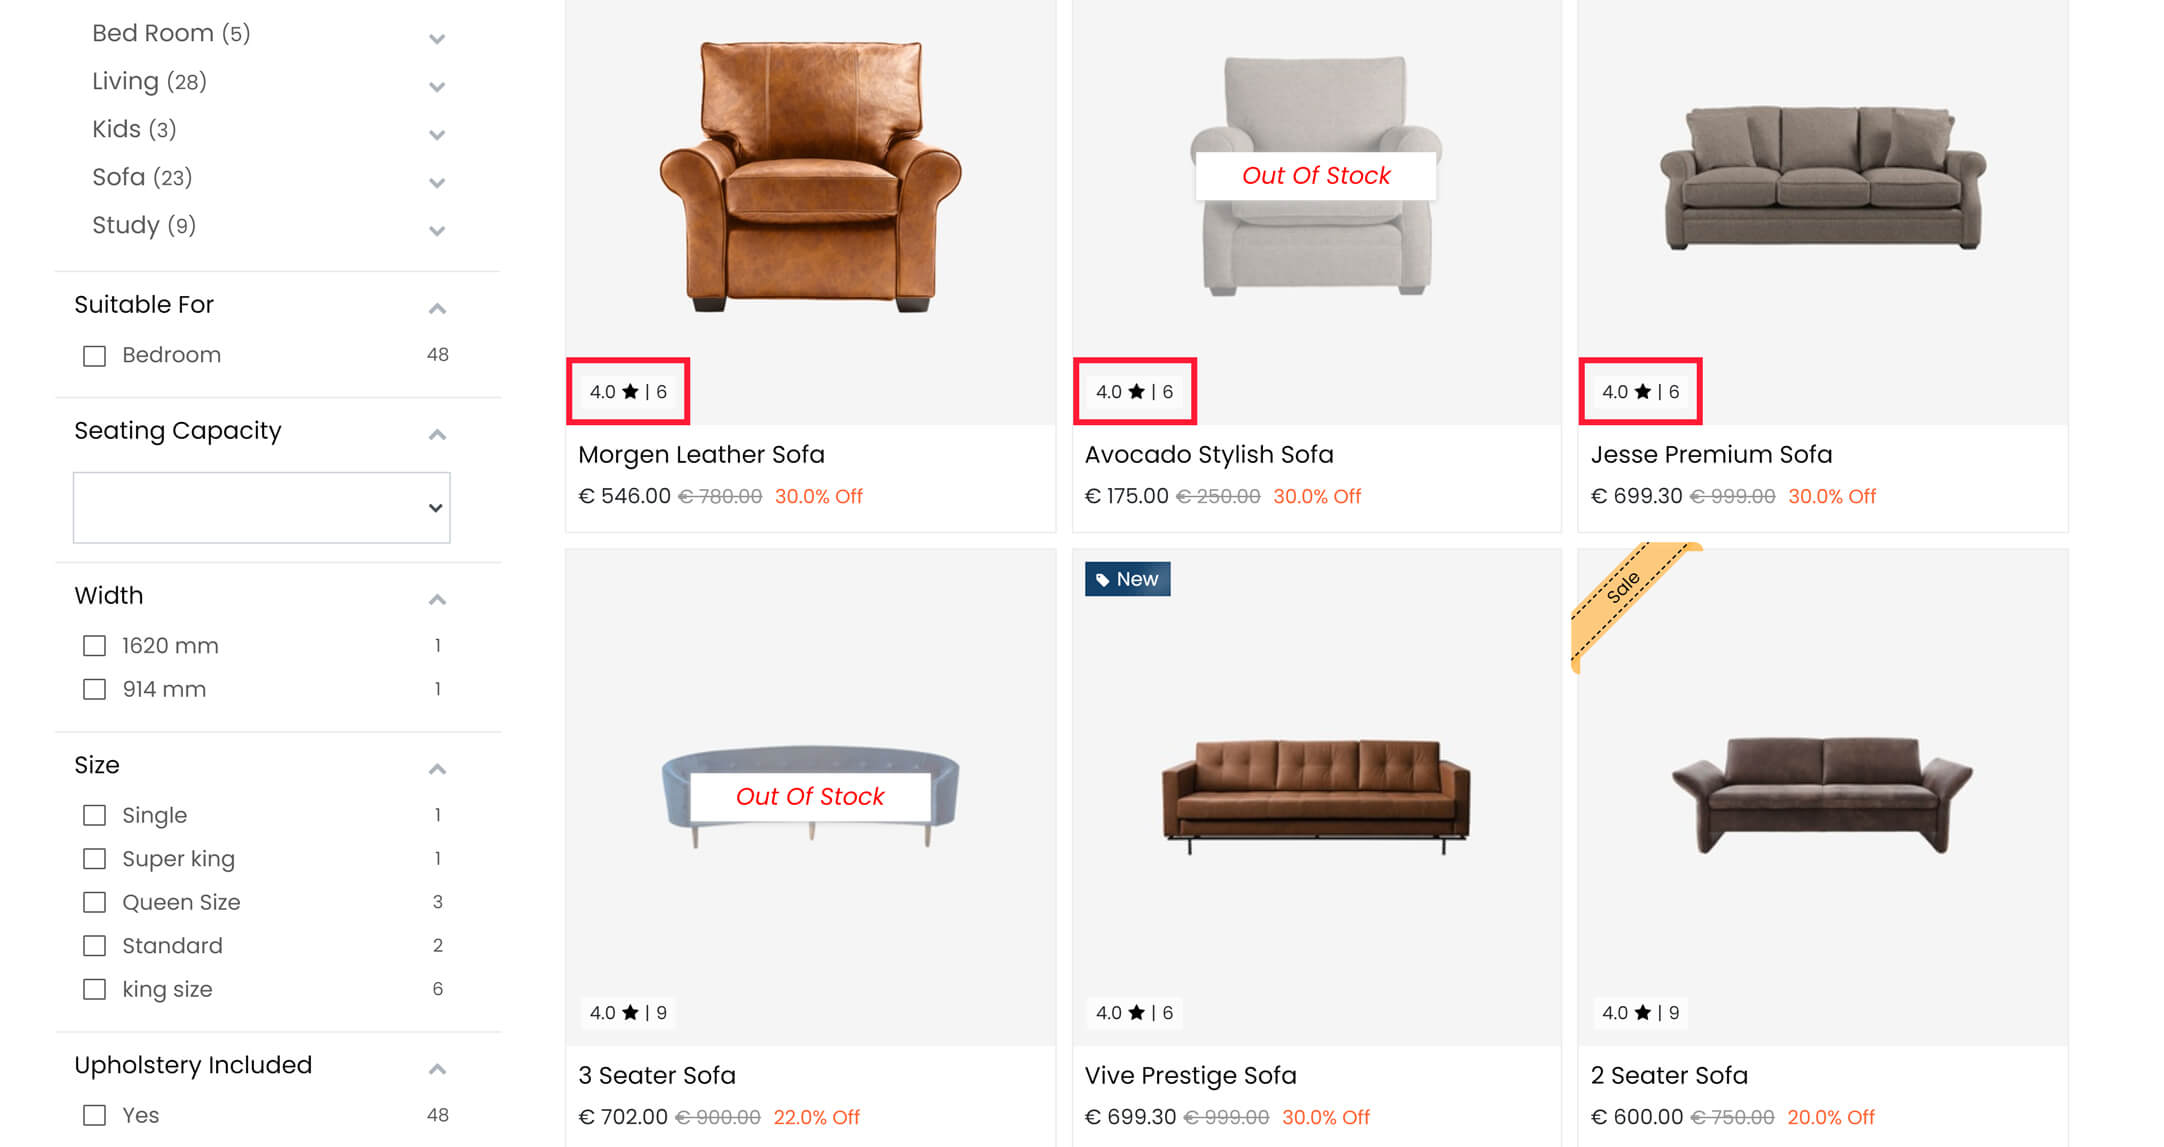 Bed Room (5)
Living (28)
Kids (3)
Sofa (23)
Study (9)
Suitable For
Bedroom 48
Seating Capacity
Width
1620 mm 1
914 mm 1
Size
Single 1
Super king 1
Queen Size 3
Standard 2
king size 6
Upholstery Included
Yes 48
4.0 ★ | 6
Morgen Leather Sofa
€ 546.00 € 780.00 30.0% Off
Out Of Stock
4.0 ★ | 6
Avocado Stylish Sofa
€ 175.00 € 250.00 30.0% Off
4.0 ★ | 6
Jesse Premium Sofa
€ 699.30 € 999.00 30.0% Off
Out Of Stock
4.0 ★ | 9
3 Seater Sofa
€ 702.00 € 900.00 22.0% Off
New
4.0 ★ | 6
Vive Prestige Sofa
€ 699.30 € 999.00 30.0% Off
Sale
4.0 ★ | 9
2 Seater Sofa
€ 600.00 € 750.00 20.0% Off